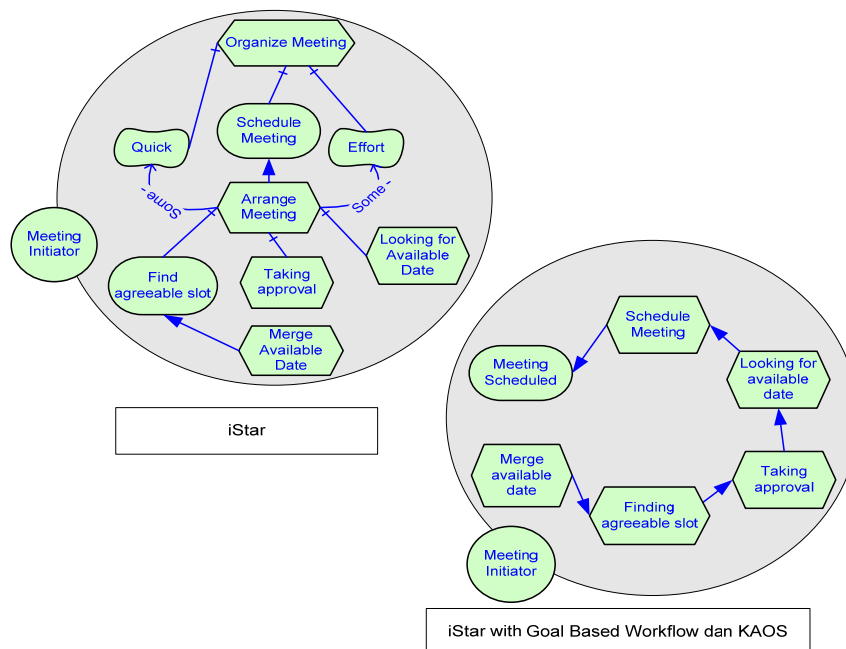 Organize Meeting
Quick
Schedule
Meeting
Effort
Some -
Some -
Arrange
Meeting
Meeting
Initiator
Looking for
Available
Date
Find
agreeable slot
Taking
approval
Merge
Available
Date
iStar
Schedule
Meeting
Meeting
Scheduled
Looking for
available
date
Merge
available
date
Taking
approval
Finding
agreeable slot
Meeting
Initiator
iStar with Goal Based Workflow dan KAOS